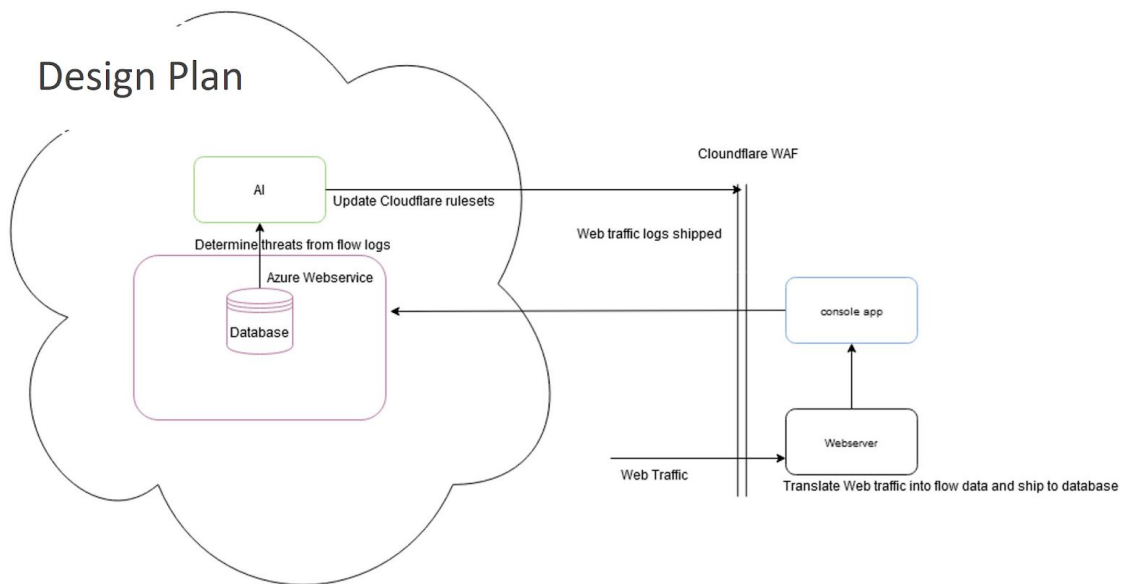 Design Plan
Cloundflare WAF
AI
Update Cloudflare rulesets
Web traffic logs shipped
Determine threats from flow logs
Azure Webservice
Database
console app
Webserver
Web Traffic
Translate Web traffic into flow data and ship to database